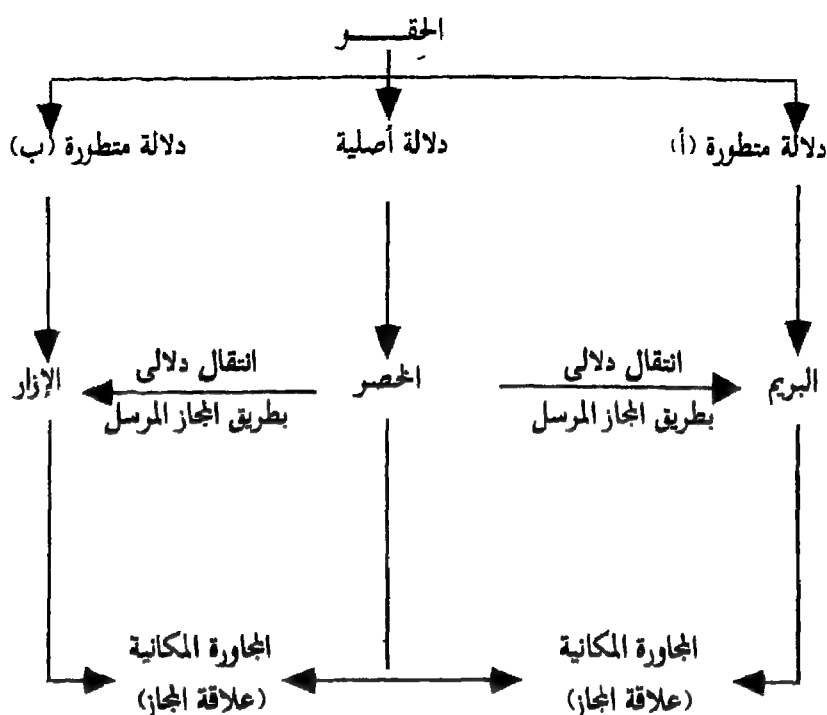 الحِقـــــو
دلالة متطورة (أ)
دلالة أصلية
دلالة متطورة (ب)
البريم
انتقال دلالى
بطريق المجاز المرسل
الخصر
انتقال دلالى
بطريق المجاز المرسل
الإزار
المجاورة المكانية
(علاقة المجاز)
المجاورة المكانية
(علاقة المجاز)